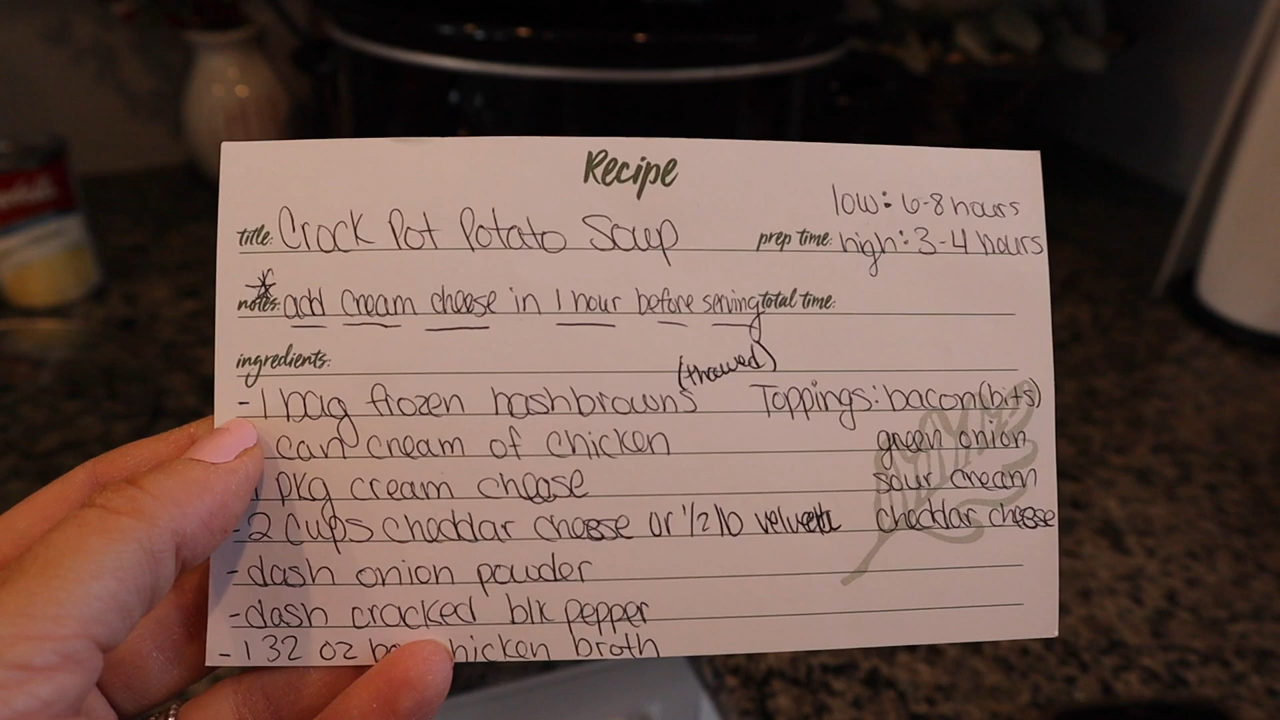 Recipe
low: 6-8 hours
title: Crock Pot Potato Soup prep time: high: 3-4 hours
* notes: add cream cheese in 1 hour before serving total time:
ingredients:
(thawed)
-1 bag frozen hashbrowns Toppings: bacon (bits)
can cream of chicken green onion
1 pkg cream cheese sour cream
-2 cups cheddar cheese or 1/2 lb velveeta cheddar cheese
-dash onion powder
-dash cracked blk pepper
-1 32 oz chicken broth